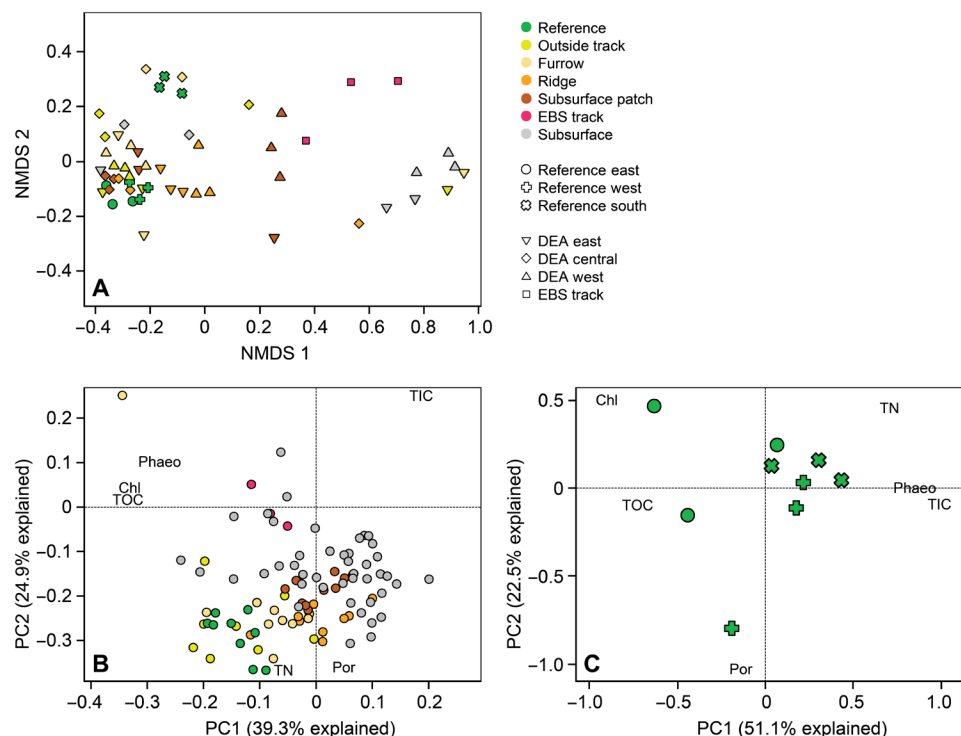 0.4
0.2
0
−0.2
−0.4
NMDS 2
A
−0.4
−0.2
0
0.2
0.4
0.6
0.8
1.0
NMDS 1
Reference
Outside track
Furrow
Ridge
Subsurface patch
EBS track
Subsurface
Reference east
Reference west
Reference south
DEA east
DEA central
DEA west
EBS track
0.2
0.1
0
−0.1
−0.2
−0.3
PC2 (24.9% explained)
TIC
Phaeo
Chl
TOC
TN
Por
B
−0.4
−0.3
−0.2
−0.1
0
0.1
0.2
PC1 (39.3% explained)
0.5
0
−0.5
−1.0
PC2 (22.5% explained)
Chl
TN
Phaeo
TOC
TIC
Por
C
−1.0
−0.5
0
0.5
1.0
PC1 (51.1% explained)